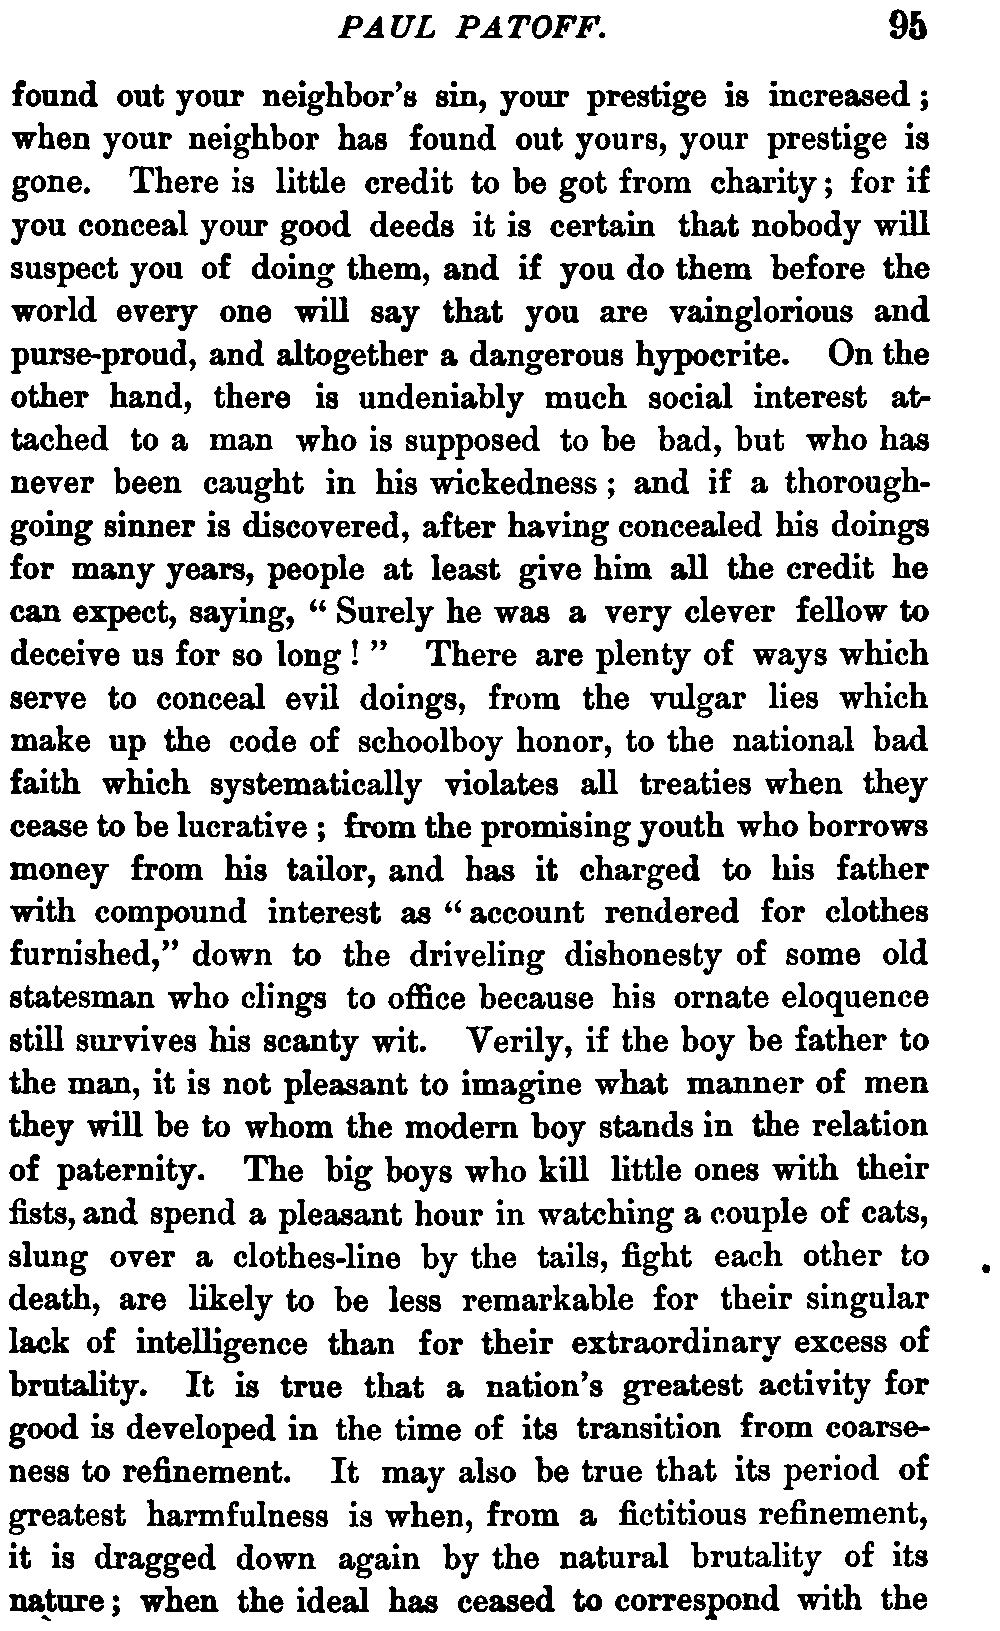 PAUL PATOFF. 95
found out your neighbor's sin, your prestige is increased;
when your neighbor has found out yours, your prestige is
gone. There is little credit to be got from charity; for if
you conceal your good deeds it is certain that nobody will
suspect you of doing them, and if you do them before the
world every one will say that you are vainglorious and
purse-proud, and altogether a dangerous hypocrite. On the
other hand, there is undeniably much social interest at-
tached to a man who is supposed to be bad, but who has
never been caught in his wickedness; and if a thorough-
going sinner is discovered, after having concealed his doings
for many years, people at least give him all the credit he
can expect, saying, "Surely he was a very clever fellow to
deceive us for so long!" There are plenty of ways which
serve to conceal evil doings, from the vulgar lies which
make up the code of schoolboy honor, to the national bad
faith which systematically violates all treaties when they
cease to be lucrative; from the promising youth who borrows
money from his tailor, and has it charged to his father
with compound interest as "account rendered for clothes
furnished," down to the driveling dishonesty of some old
statesman who clings to office because his ornate eloquence
still survives his scanty wit. Verily, if the boy be father to
the man, it is not pleasant to imagine what manner of men
they will be to whom the modern boy stands in the relation
of paternity. The big boys who kill little ones with their
fists, and spend a pleasant hour in watching a couple of cats,
slung over a clothes-line by the tails, fight each other to
death, are likely to be less remarkable for their singular
lack of intelligence than for their extraordinary excess of
brutality. It is true that a nation's greatest activity for
good is developed in the time of its transition from coarse-
ness to refinement. It may also be true that its period of
greatest harmfulness is when, from a fictitious refinement,
it is dragged down again by the natural brutality of its
nature; when the ideal has ceased to correspond with the